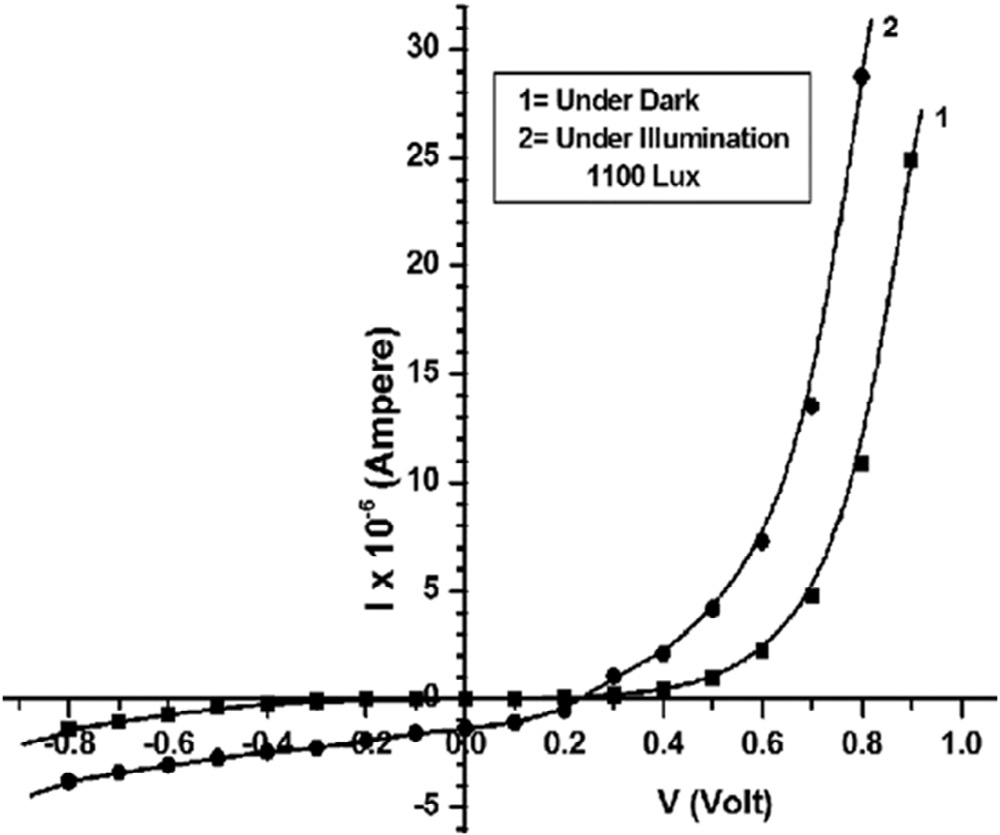 30
25
20
15
10
5
0
-5
I x 10⁻⁶ (Ampere)
1= Under Dark
2= Under Illumination
1100 Lux
2
1
-0.8 -0.6 -0.4 -0.2 0.0 0.2 0.4 0.6 0.8 1.0
V (Volt)